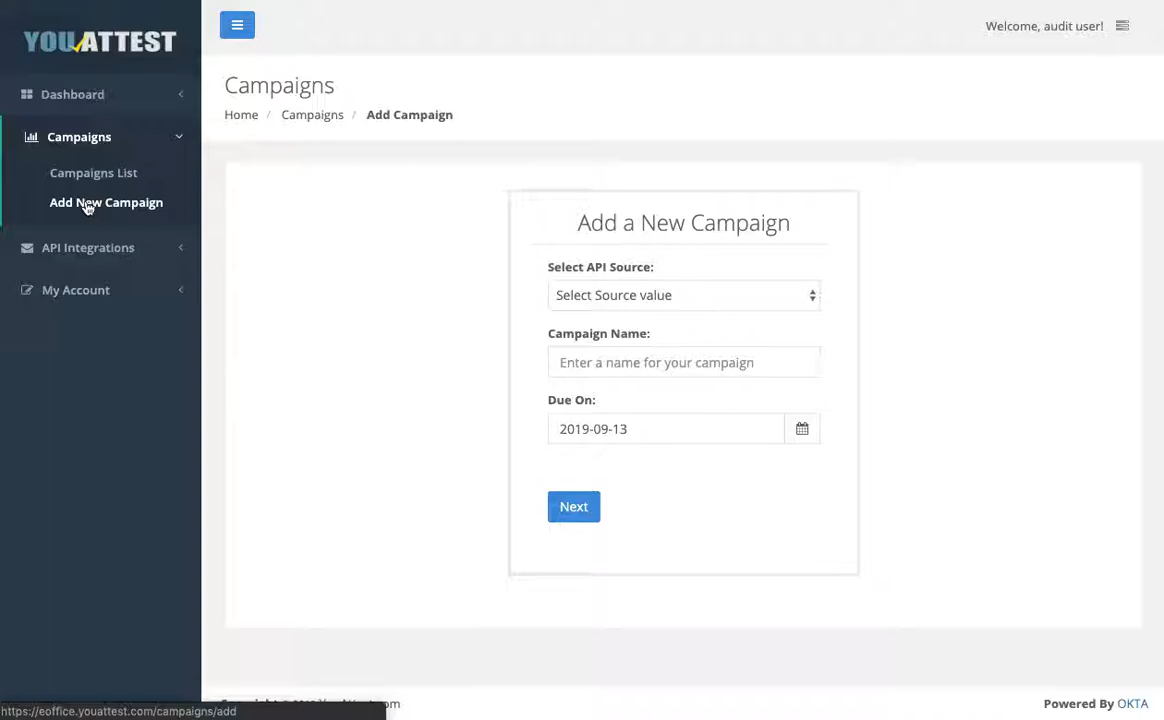 YOUATTEST
Welcome, audit user!
Dashboard
Campaigns
Campaigns List
Add New Campaign
API Integrations
My Account
Campaigns
Home / Campaigns / Add Campaign
Add a New Campaign
Select API Source:
Select Source value
Campaign Name:
Enter a name for your campaign
Due On:
2019-09-13
Next
Powered By OKTA
https://eoffice.youattest.com/campaigns/add